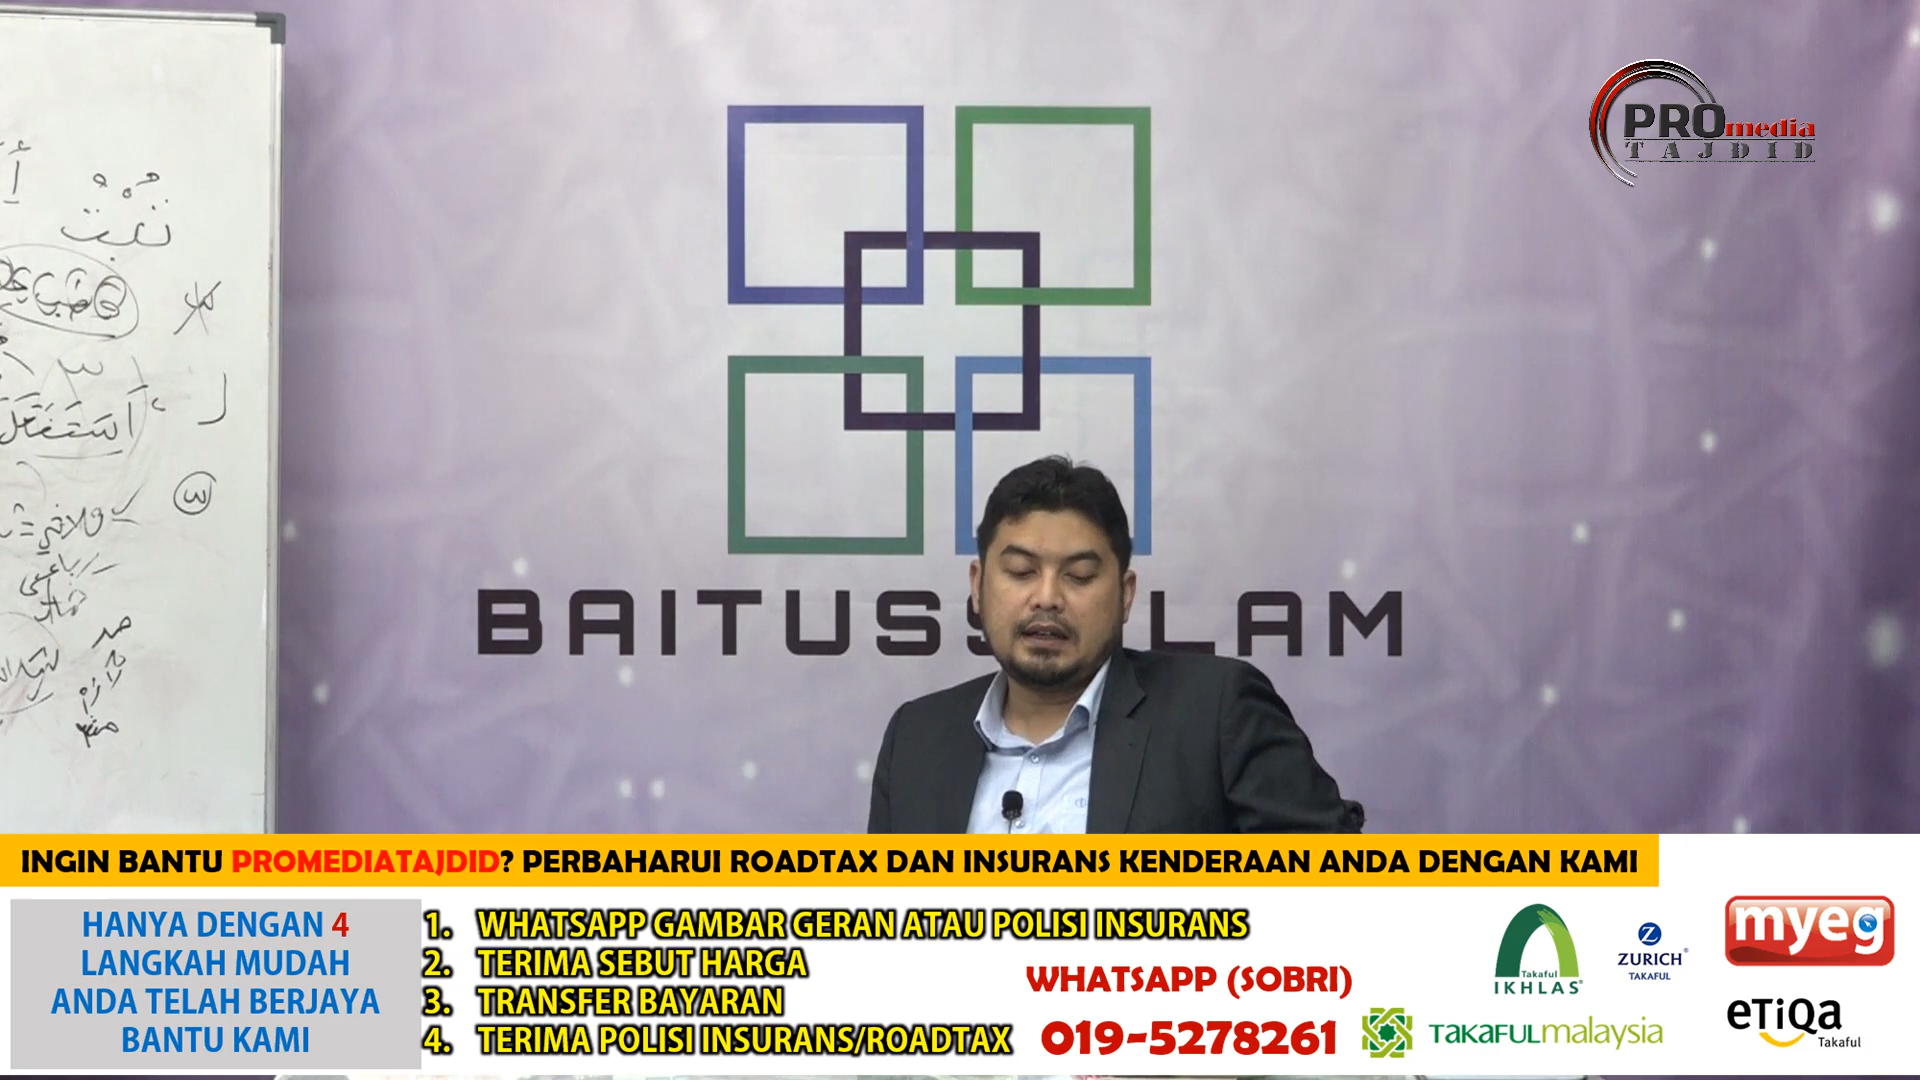 PROmedia
TAJDID
استفعل
رباعي
BAITUSS LAM
INGIN BANTU PROMEDIATAJDID? PERBAHARUI ROADTAX DAN INSURANS KENDERAAN ANDA DENGAN KAMI
HANYA DENGAN 4
LANGKAH MUDAH
ANDA TELAH BERJAYA
BANTU KAMI
1. WHATSAPP GAMBAR GERAN ATAU POLISI INSURANS
2. TERIMA SEBUT HARGA
3. TRANSFER BAYARAN
4. TERIMA POLISI INSURANS/ROADTAX
WHATSAPP (SOBRI)
019-5278261
Takaful
IKHLAS
ZURICH
TAKAFUL
myeg
TAKAFULmalaysia
eTiQa
Takaful